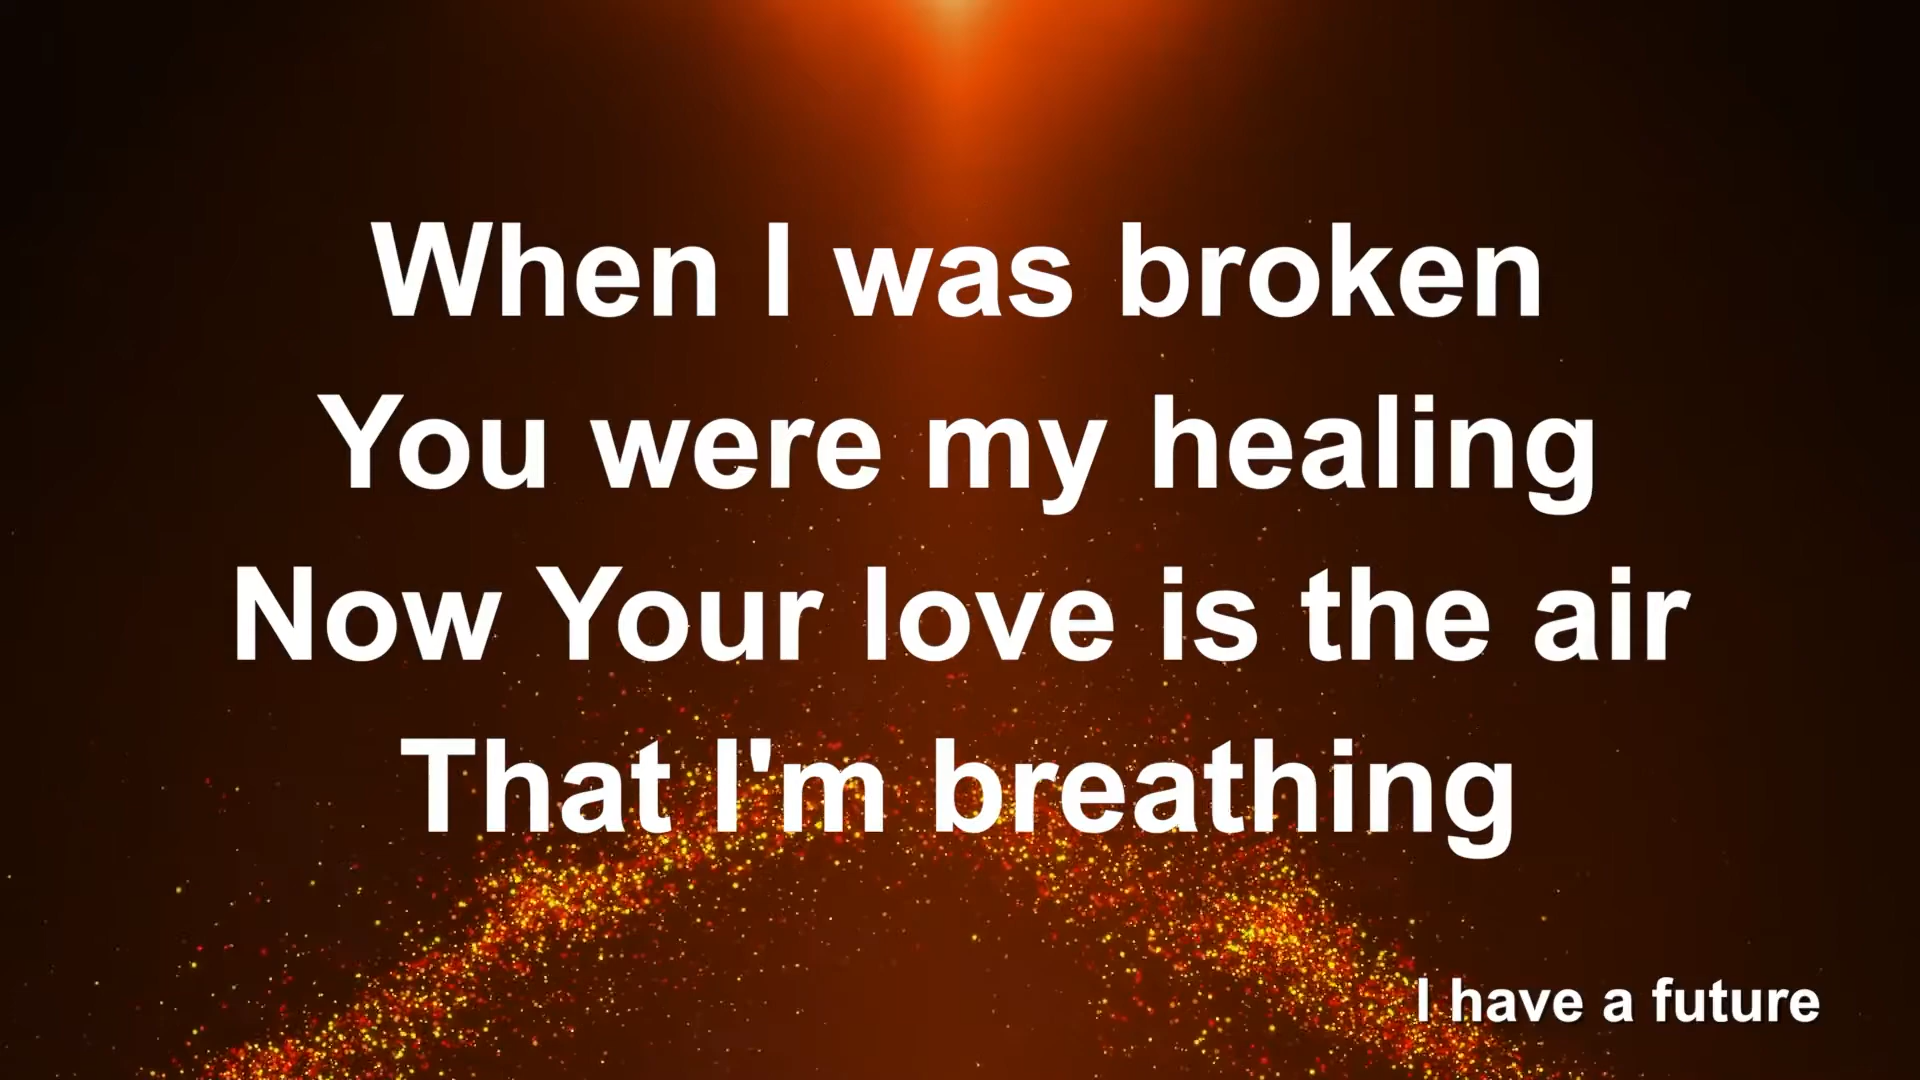 When I was broken
You were my healing
Now Your love is the air
That I'm breathing
I have a future